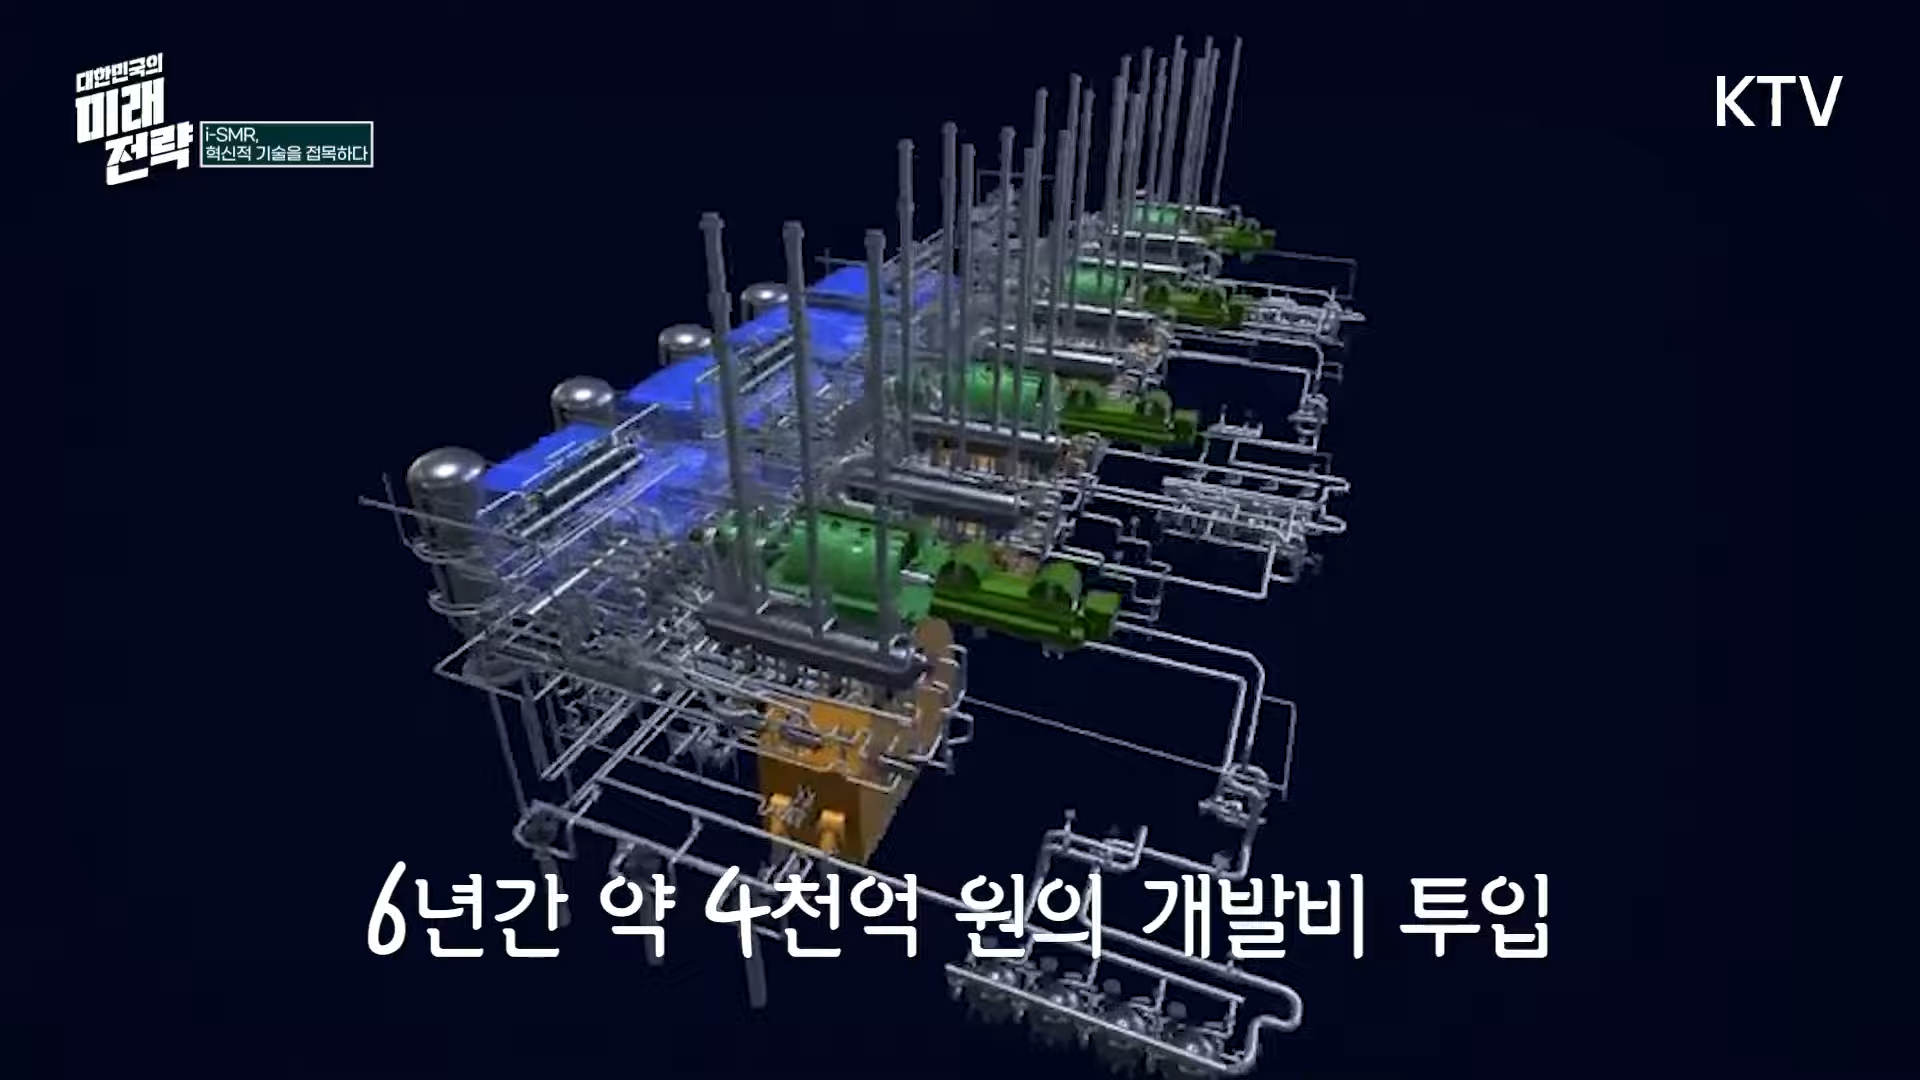 대한민국의
미래
전략
i-SMR,
혁신적 기술을 접목하다
KTV
6년간 약 4천억 원의 개발비 투입